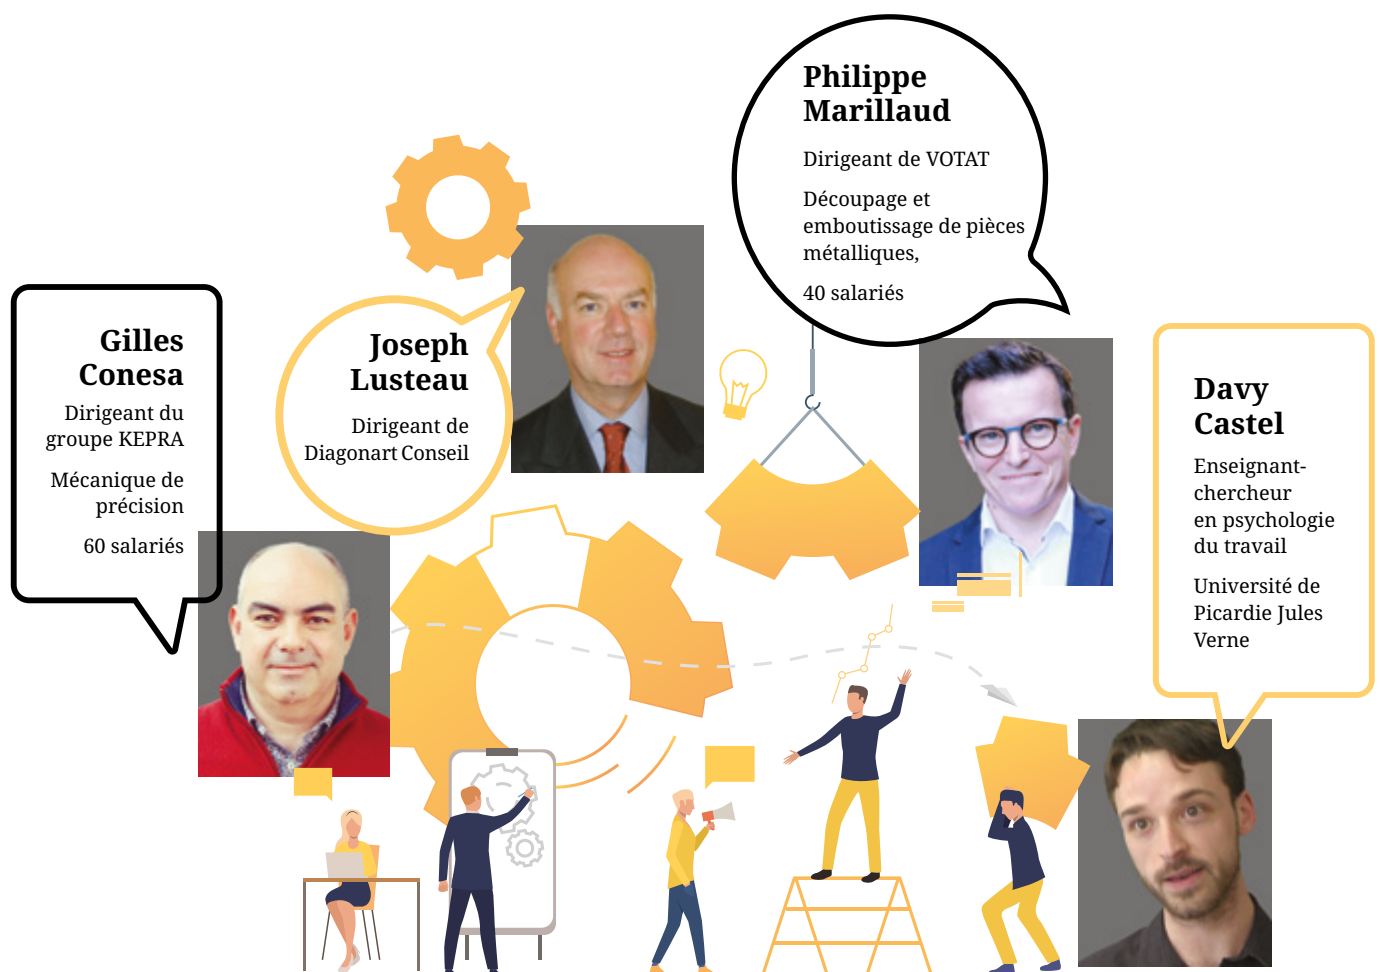 Gilles
Conesa
Dirigeant du
groupe KEPRA
Mécanique de
précision
60 salariés
Joseph
Lusteau
Dirigeant de
Diagonart Conseil
Philippe
Marillaud
Dirigeant de VOTAT
Découpage et
emboutissage de pièces
métalliques,
40 salariés
Davy
Castel
Enseignant-
chercheur
en psychologie
du travail
Université de
Picardie Jules
Verne